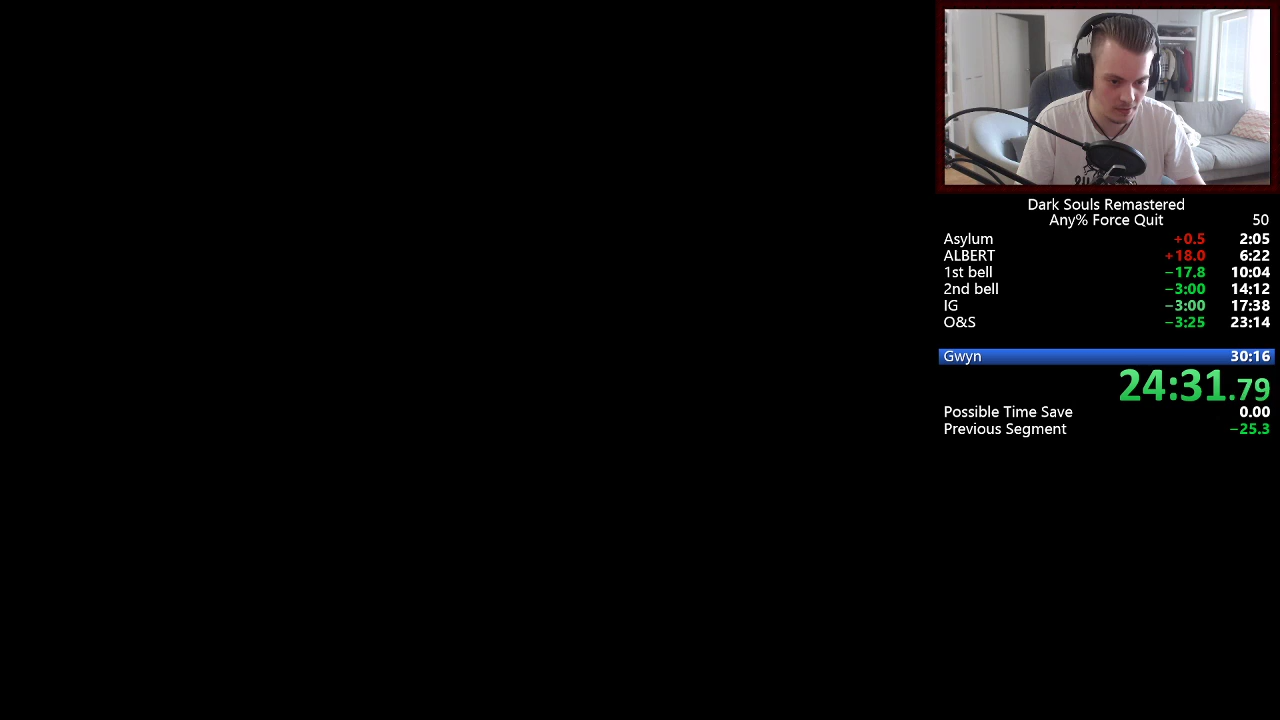 Dark Souls Remastered
Any% Force Quit 50
Asylum +0.5 2:05
ALBERT +18.0 6:22
1st bell −17.8 10:04
2nd bell −3:00 14:12
IG −3:00 17:38
O&S −3:25 23:14
Gwyn 30:16
24:31.79
Possible Time Save 0.00
Previous Segment −25.3